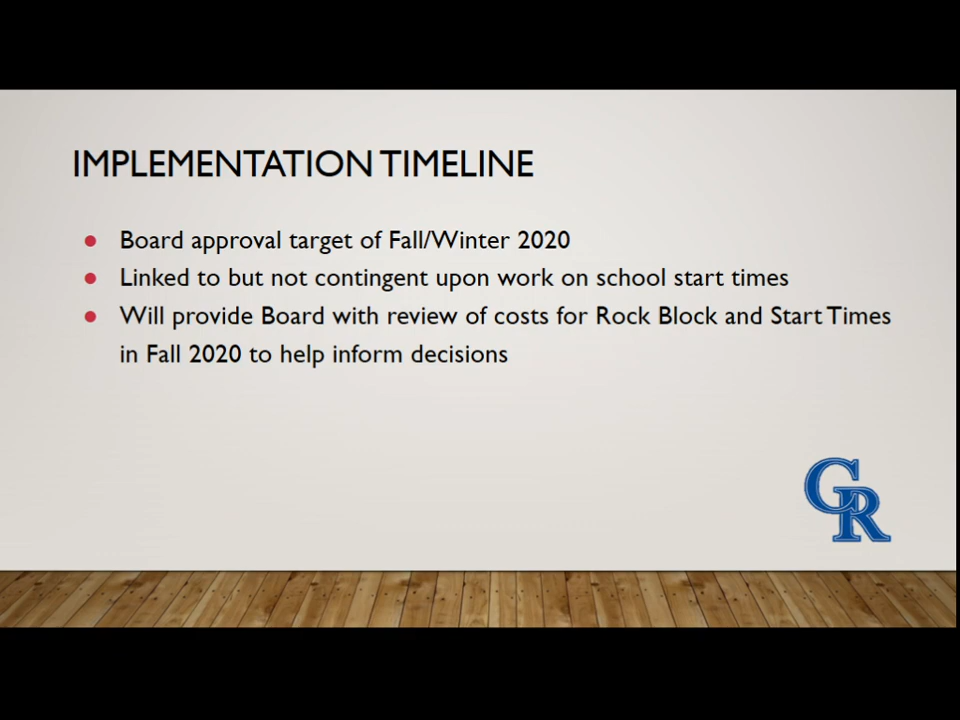 IMPLEMENTATION TIMELINE
● Board approval target of Fall/Winter 2020
● Linked to but not contingent upon work on school start times
● Will provide Board with review of costs for Rock Block and Start Times
in Fall 2020 to help inform decisions
GR